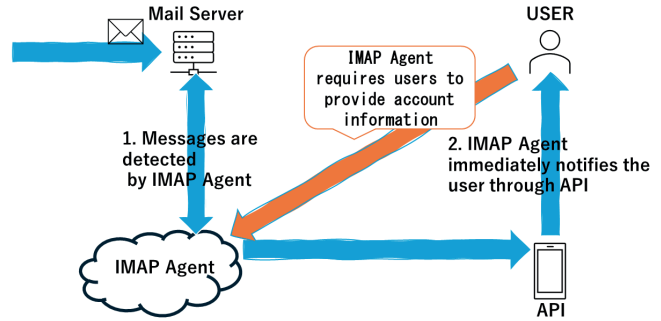 Mail Server
USER
IMAP Agent
requires users to
provide account
information
1. Messages are
detected
by IMAP Agent
2. IMAP Agent
immediately notifies the
user through API
IMAP Agent
API